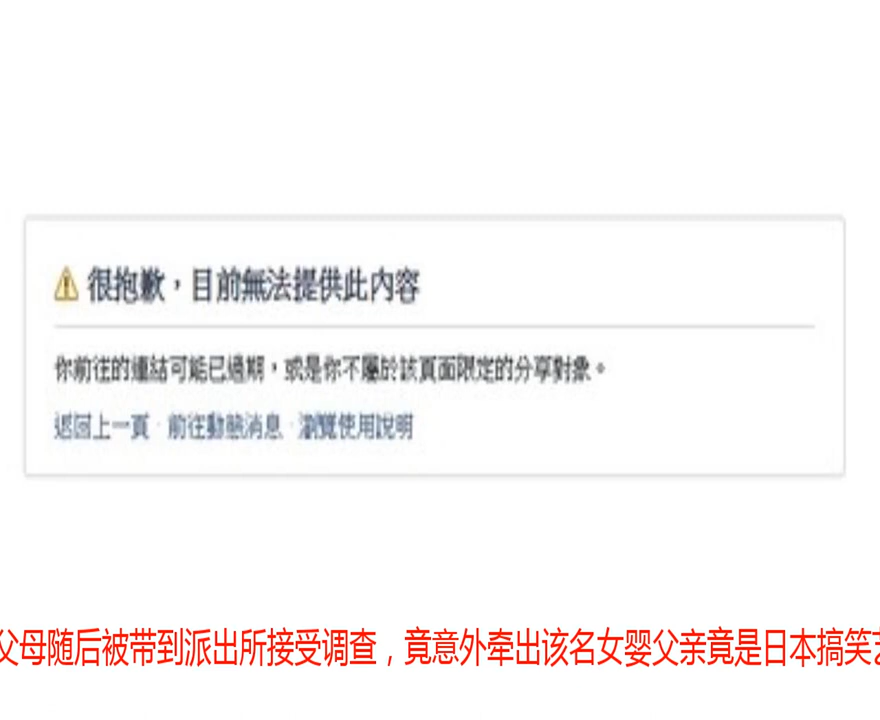 很抱歉，目前無法提供此內容
你前往的連結可能已過期，或是你不屬於該頁面限定的分享對象。
返回上一頁 · 前往動態消息 · 瀏覽使用說明
父母随后被带到派出所接受调查，竟意外牵出该名女婴父亲竟是日本搞笑